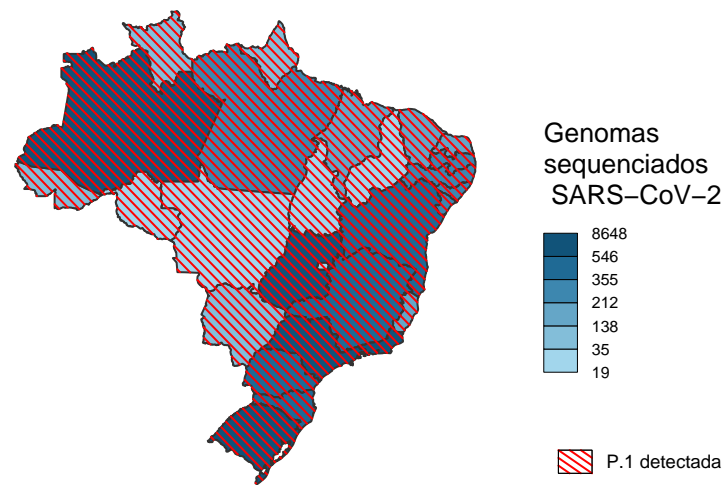 Genomas
sequenciados
SARS−CoV−2
8648
546
355
212
138
35
19
P.1 detectada